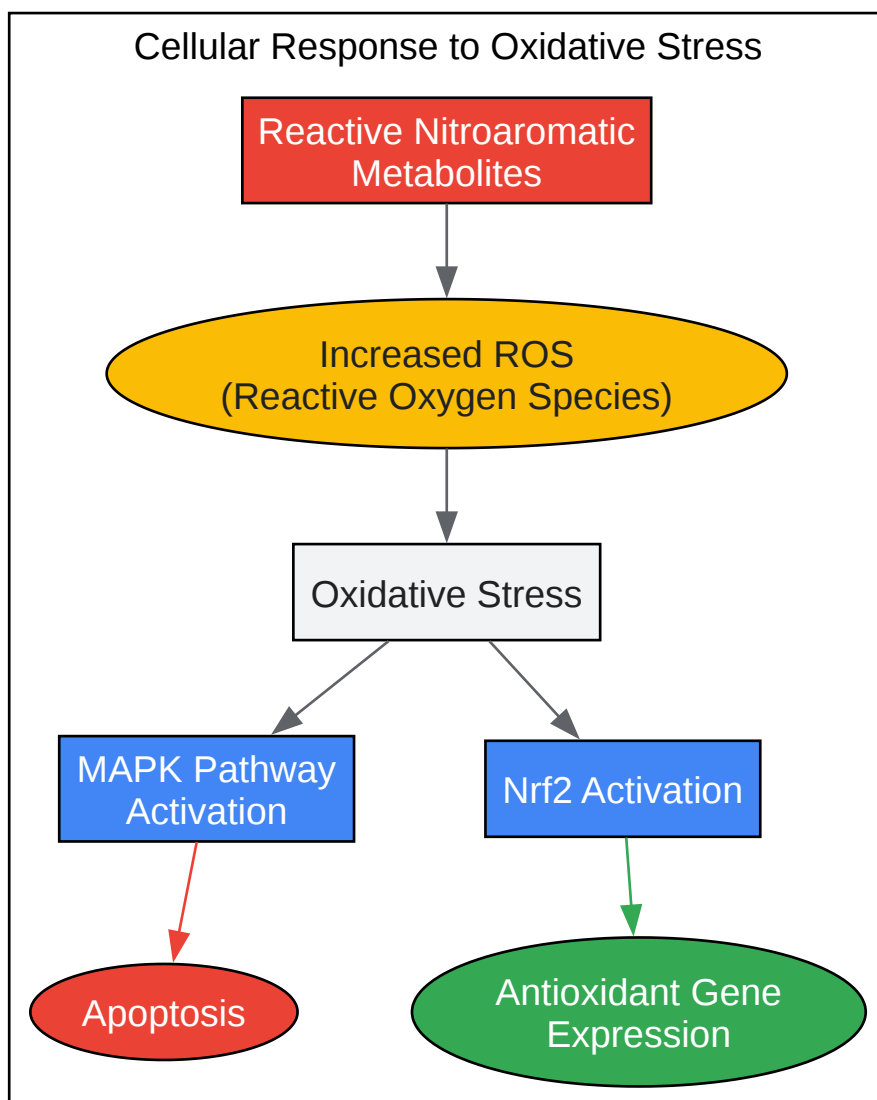 Cellular Response to Oxidative Stress
Reactive Nitroaromatic
Metabolites
Increased ROS
(Reactive Oxygen Species)
Oxidative Stress
MAPK Pathway
Activation
Nrf2 Activation
Apoptosis
Antioxidant Gene
Expression